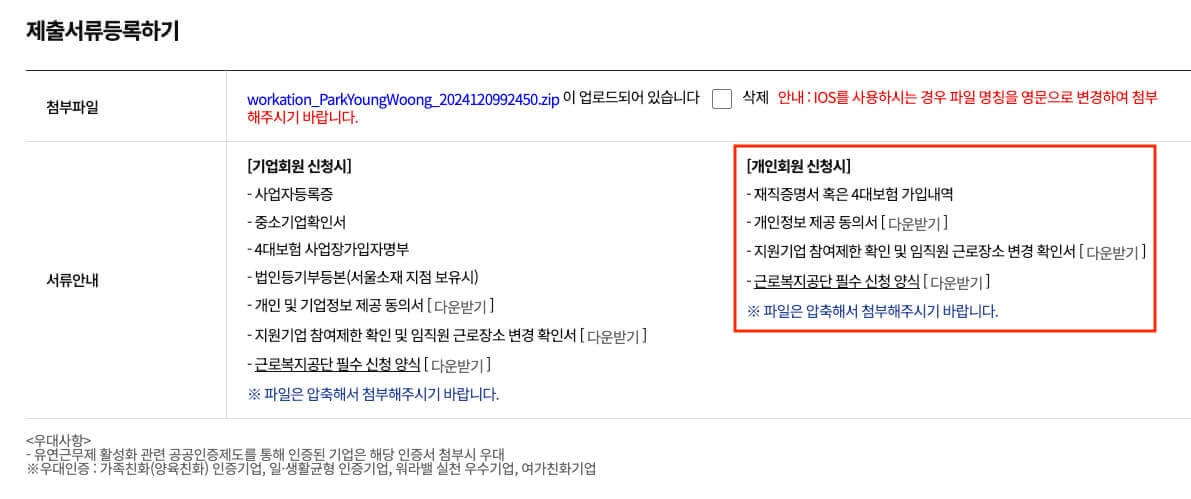 제출서류등록하기
첨부파일
workation_ParkYoungWoong_2024120992450.zip 이 업로드되어 있습니다 삭제 안내 : IOS를 사용하시는 경우 파일 명칭을 영문으로 변경하여 첨부
해주시기 바랍니다.
서류안내
[기업회원 신청시]
- 사업자등록증
- 중소기업확인서
- 4대보험 사업장가입자명부
- 법인등기부등본(서울소재 지점 보유시)
- 개인 및 기업정보 제공 동의서 [ 다운받기 ]
- 지원기업 참여제한 확인 및 임직원 근로장소 변경 확인서 [ 다운받기 ]
- 근로복지공단 필수 신청 양식 [ 다운받기 ]
※ 파일은 압축해서 첨부해주시기 바랍니다.
[개인회원 신청시]
- 재직증명서 혹은 4대보험 가입내역
- 개인정보 제공 동의서 [ 다운받기 ]
- 지원기업 참여제한 확인 및 임직원 근로장소 변경 확인서 [ 다운받기 ]
- 근로복지공단 필수 신청 양식 [ 다운받기 ]
※ 파일은 압축해서 첨부해주시기 바랍니다.
<우대사항>
- 유연근무제 활성화 관련 공공인증제도를 통해 인증된 기업은 해당 인증서 첨부시 우대
※우대인증 : 가족친화(양육친화) 인증기업, 일·생활균형 인증기업, 워라밸 실천 우수기업, 여가친화기업